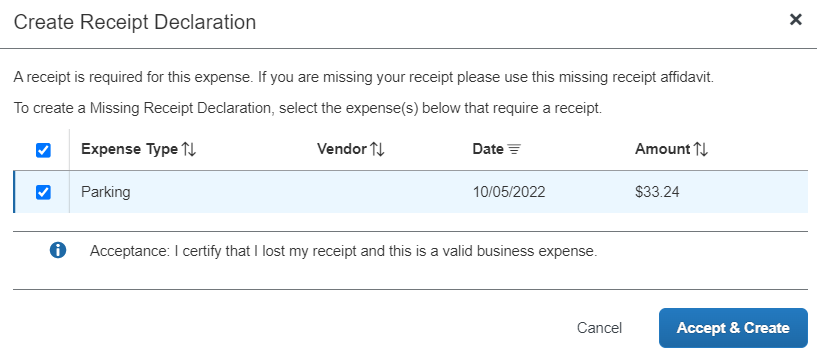 Create Receipt Declaration
A receipt is required for this expense. If you are missing your receipt please use this missing receipt affidavit.
To create a Missing Receipt Declaration, select the expense(s) below that require a receipt.
Expense Type Vendor Date Amount
Parking 10/05/2022 $33.24
Acceptance: I certify that I lost my receipt and this is a valid business expense.
Cancel Accept & Create